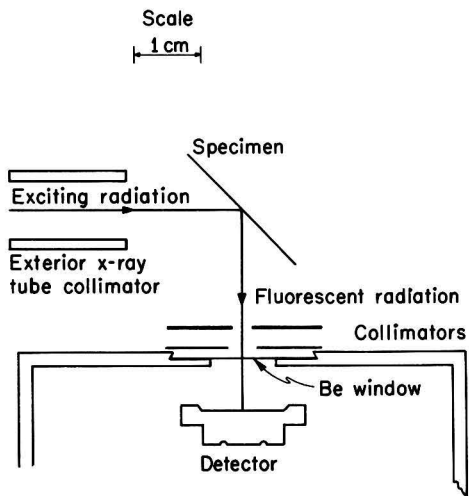 Scale
1 cm
Specimen
Exciting radiation
Exterior x-ray
tube collimator
Fluorescent radiation
Collimators
Be window
Detector